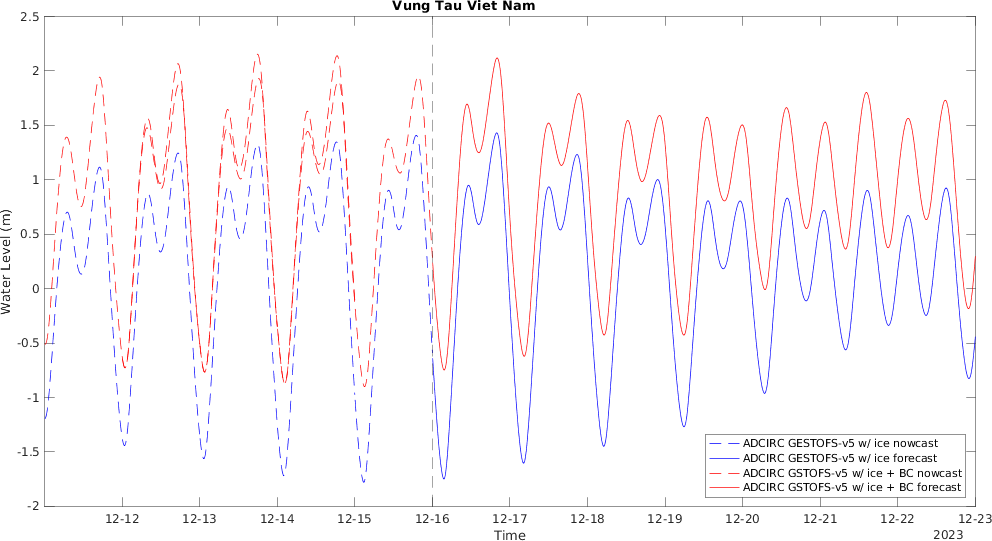 Vung Tau Viet Nam
Water Level (m)
2.5
2
1.5
1
0.5
0
-0.5
-1
-1.5
-2
ADCIRC GESTOFS-v5 w/ ice nowcast
ADCIRC GESTOFS-v5 w/ ice forecast
ADCIRC GSTOFS-v5 w/ ice + BC nowcast
ADCIRC GSTOFS-v5 w/ ice + BC forecast
12-12 12-13 12-14 12-15 12-16 12-17 12-18 12-19 12-20 12-21 12-22 12-23
Time
2023